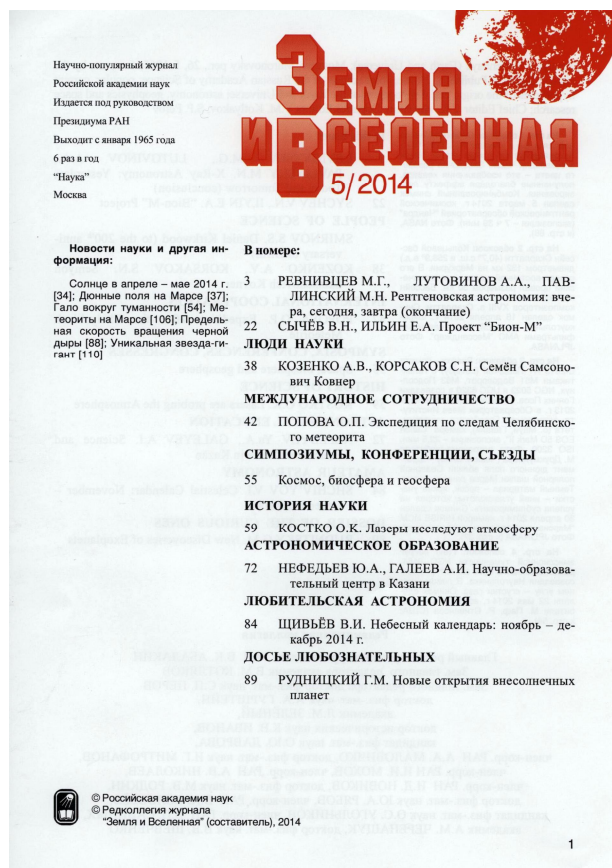 Научно-популярный журнал
Российской академии наук
Издается под руководством
Президиума РАН
Выходит с января 1965 года
6 раз в год
“Наука”
Москва
ЗЕМЛЯ
И ВСЕЛЕННАЯ
5/2014
Новости науки и другая ин-
формация:
Солнце в апреле – мае 2014 г.
[34]; Дюнные поля на Марсе [37];
Гало вокруг туманности [54]; Ме-
теориты на Марсе [106]; Предель-
ная скорость вращения черной
дыры [88]; Уникальная звезда-ги-
гант [110]
В номере:
3 РЕВНИВЦЕВ М.Г., ЛУТОВИНОВ А.А., ПАВ-
ЛИНСКИЙ М.Н. Рентгеновская астрономия: вче-
ра, сегодня, завтра (окончание)
22 СЫЧЁВ В.Н., ИЛЬИН Е.А. Проект “Бион-М”
ЛЮДИ НАУКИ
38 КОЗЕНКО А.В., КОРСАКОВ С.Н. Семён Самсоно-
вич Ковнер
МЕЖДУНАРОДНОЕ СОТРУДНИЧЕСТВО
42 ПОПОВА О.П. Экспедиция по следам Челябинско-
го метеорита
СИМПОЗИУМЫ, КОНФЕРЕНЦИИ, СЪЕЗДЫ
55 Космос, биосфера и геосфера
ИСТОРИЯ НАУКИ
59 КОСТКО О.К. Лазеры исследуют атмосферу
АСТРОНОМИЧЕСКОЕ ОБРАЗОВАНИЕ
72 НЕФЕДЬЕВ Ю.А., ГАЛЕЕВ А.И. Научно-образова-
тельный центр в Казани
ЛЮБИТЕЛЬСКАЯ АСТРОНОМИЯ
84 ЩИВЬЁВ В.И. Небесный календарь: ноябрь – де-
кабрь 2014 г.
ДОСЬЕ ЛЮБОЗНАТЕЛЬНЫХ
89 РУДНИЦКИЙ Г.М. Новые открытия внесолнечных
планет
© Российская академия наук
© Редколлегия журнала
“Земля и Вселенная” (составитель), 2014
1